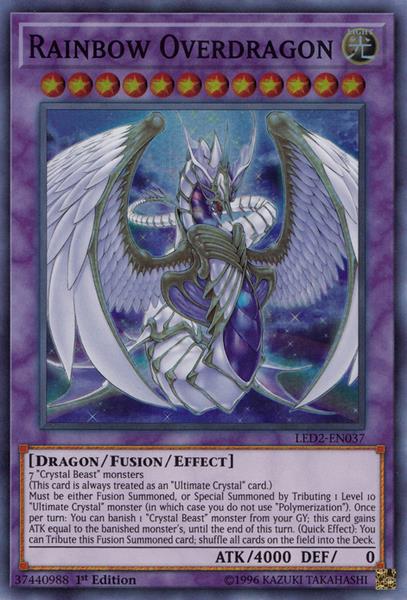 RAINBOW OVERDRAGON
LIGHT
光
LED2-EN037
[DRAGON/FUSION/EFFECT]
7 "Crystal Beast" monsters
(This card is always treated as an "Ultimate Crystal" card.)
Must be either Fusion Summoned, or Special Summoned by Tributing 1 Level 10
"Ultimate Crystal" monster (in which case you do not use "Polymerization"). Once
per turn: You can banish 1 "Crystal Beast" monster from your GY; this card gains
ATK equal to the banished monster's, until the end of this turn. (Quick Effect): You
can Tribute this Fusion Summoned card; shuffle all cards on the field into the Deck.
ATK/4000 DEF/ 0
37440988 1st Edition ©1996 KAZUKI TAKAHASHI